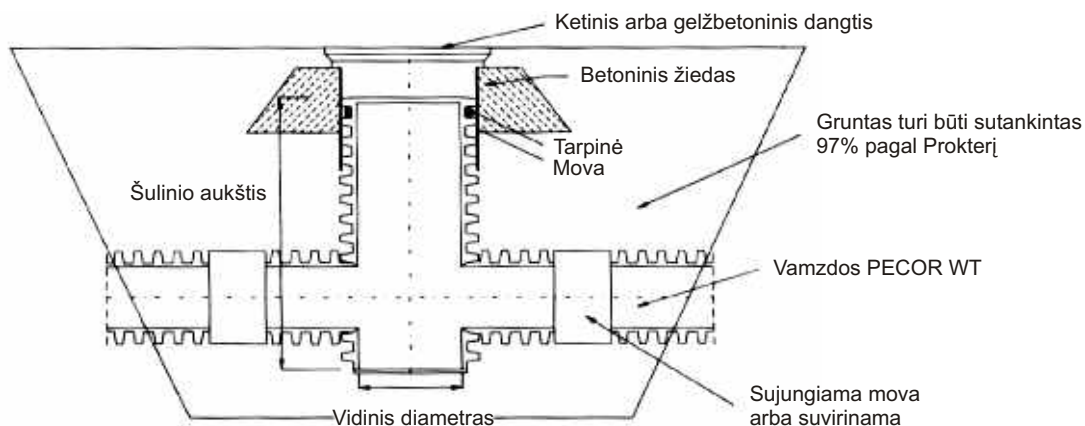 Ketinis arba gelžbetoninis dangtis
Betoninis žiedas
Gruntas turi būti sutankintas
97% pagal Prokterį
Tarpinė
Mova
Šulinio aukštis
Vamzdos PECOR WT
Sujungiama mova
arba suvirinama
Vidinis diametras